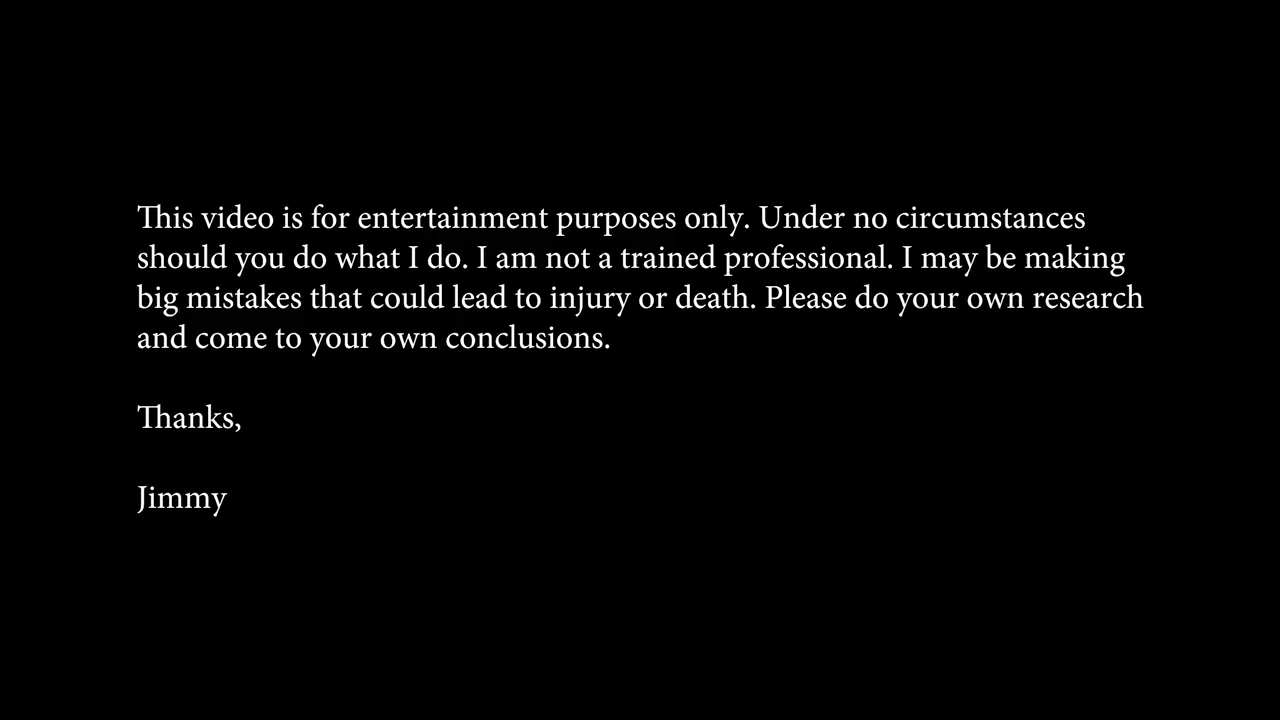 This video is for entertainment purposes only. Under no circumstances
should you do what I do. I am not a trained professional. I may be making
big mistakes that could lead to injury or death. Please do your own research
and come to your own conclusions.
Thanks,
Jimmy